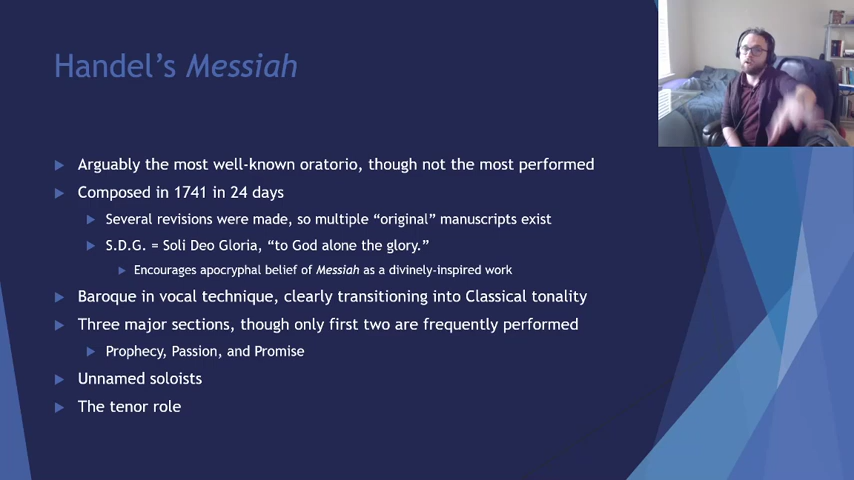 Handel’s Messiah
Arguably the most well-known oratorio, though not the most performed
Composed in 1741 in 24 days
Several revisions were made, so multiple “original” manuscripts exist
S.D.G. = Soli Deo Gloria, “to God alone the glory.”
Encourages apocryphal belief of Messiah as a divinely-inspired work
Baroque in vocal technique, clearly transitioning into Classical tonality
Three major sections, though only first two are frequently performed
Prophecy, Passion, and Promise
Unnamed soloists
The tenor role